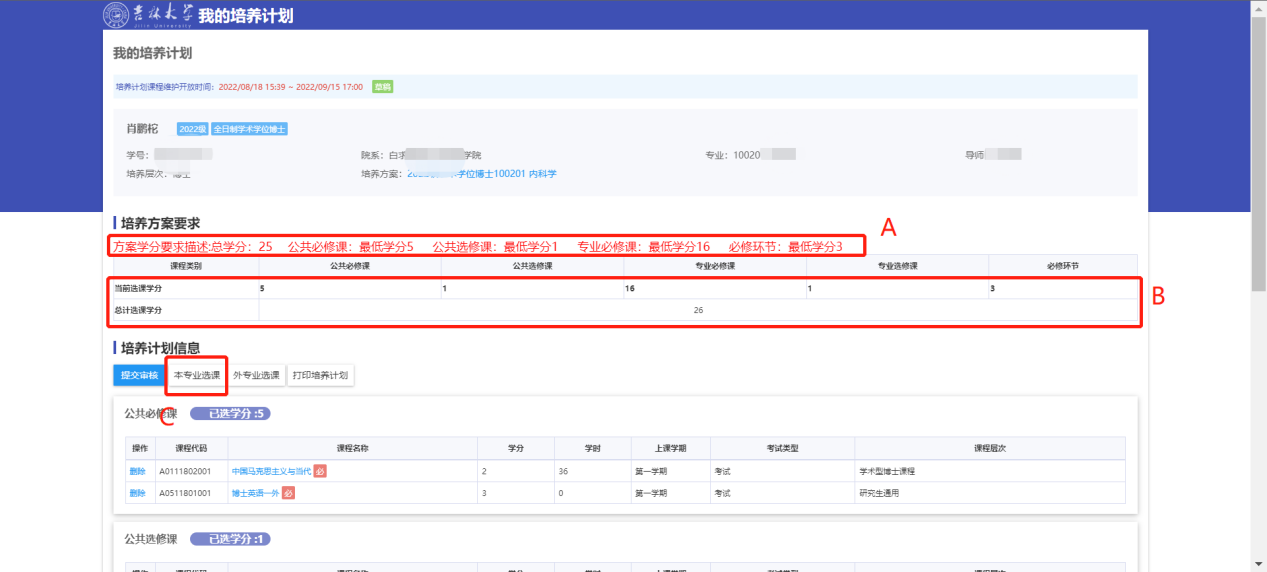 吉林大学 我的培养计划
Jilin University
我的培养计划
培养计划课程维护开放时间: 2022/08/18 15:39 ~ 2022/09/15 17:00 草稿
肖鹏柁 2022级 全日制学术学位博士
学号: 院系: 白求 学院 专业: 10020 导师
培养层次: 博士 培养方案: 学位博士100201 内科学
培养方案要求
A
方案学分要求描述:总学分: 25 公共必修课: 最低学分5 公共选修课: 最低学分1 专业必修课: 最低学分16 必修环节: 最低学分3
课程类别 公共必修课 公共选修课 专业必修课 专业选修课 必修环节
当前选课学分 5 1 16 1 3
B
总计选课学分 26
培养计划信息
提交审核 本专业选课 外专业选课 打印培养计划
C
公共必修课 已选学分 :5
操作 课程代码 课程名称 学分 学时 上课学期 考试类型 课程层次
删除 A0111802001 中国马克思主义与当代 必 2 36 第一学期 考试 学术型博士课程
删除 A0511801001 博士英语一外 必 3 0 第一学期 考试 研究生通用
公共选修课 已选学分 :1